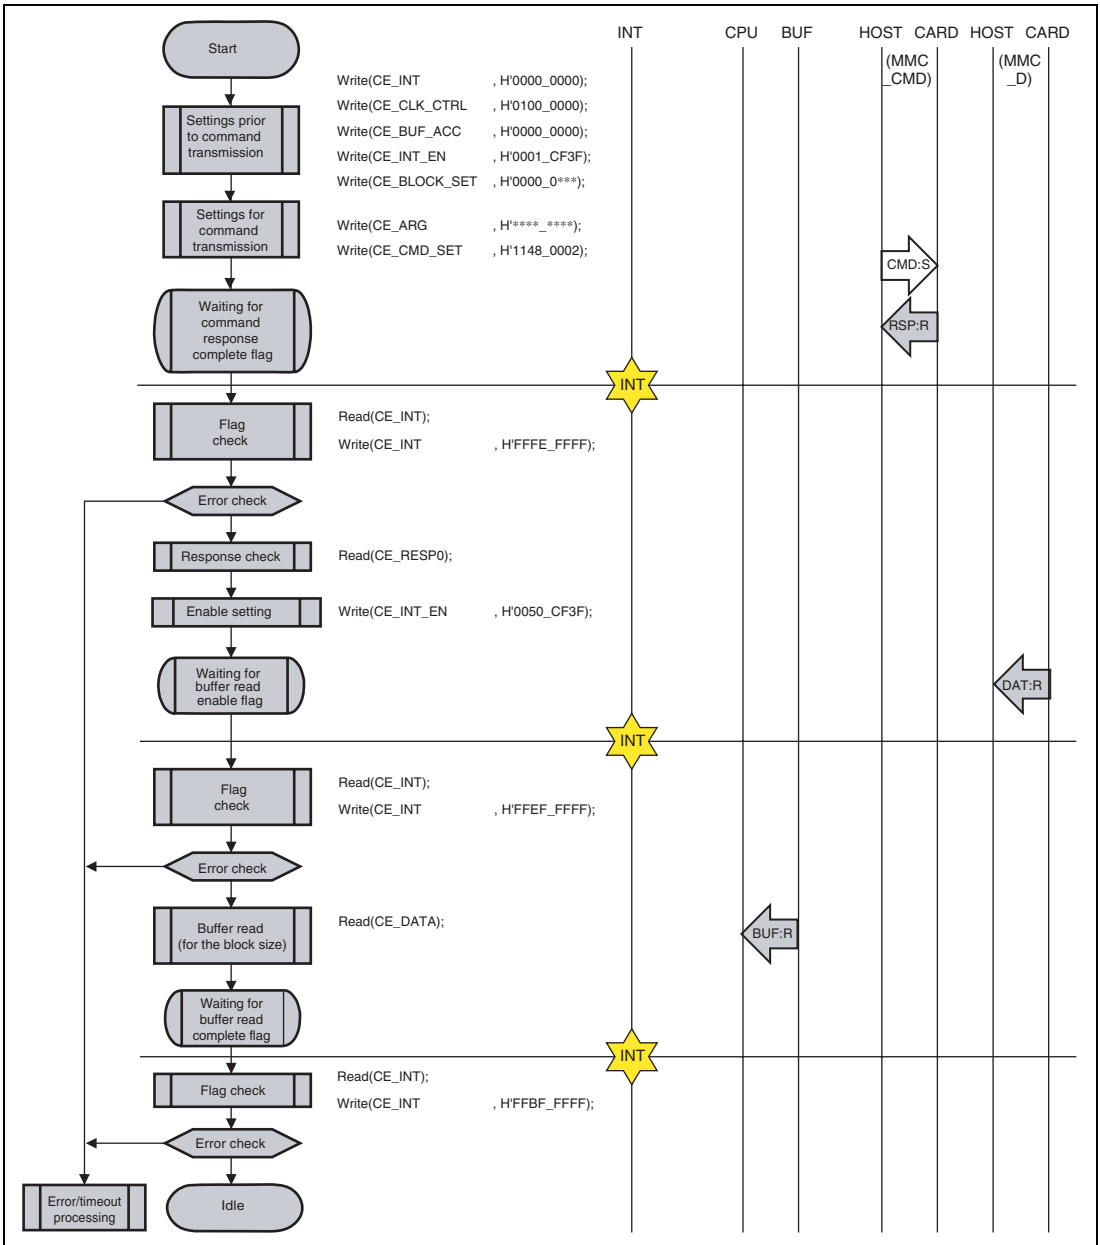 INT CPU BUF HOST CARD HOST CARD
(MMC
_CMD)
(MMC
_D)
Start
Write(CE_INT , H'0000_0000);
Write(CE_CLK_CTRL , H'0100_0000);
Write(CE_BUF_ACC , H'0000_0000);
Write(CE_INT_EN , H'0001_CF3F);
Write(CE_BLOCK_SET , H'0000_0***);
Settings prior
to command
transmission
Settings for
command
transmission
Write(CE_ARG , H'****_****);
Write(CE_CMD_SET , H'1148_0002);
CMD:S
Waiting for
command
response
complete flag
RSP:R
INT
Flag
check
Read(CE_INT);
Write(CE_INT , H'FFFE_FFFF);
Error check
Response check
Read(CE_RESP0);
Enable setting
Write(CE_INT_EN , H'0050_CF3F);
Waiting for
buffer read
enable flag
DAT:R
INT
Flag
check
Read(CE_INT);
Write(CE_INT , H'FFEF_FFFF);
Error check
Buffer read
(for the block size)
Read(CE_DATA);
BUF:R
Waiting for
buffer read
complete flag
INT
Flag check
Read(CE_INT);
Write(CE_INT , H'FFBF_FFFF);
Error check
Error/timeout
processing
Idle